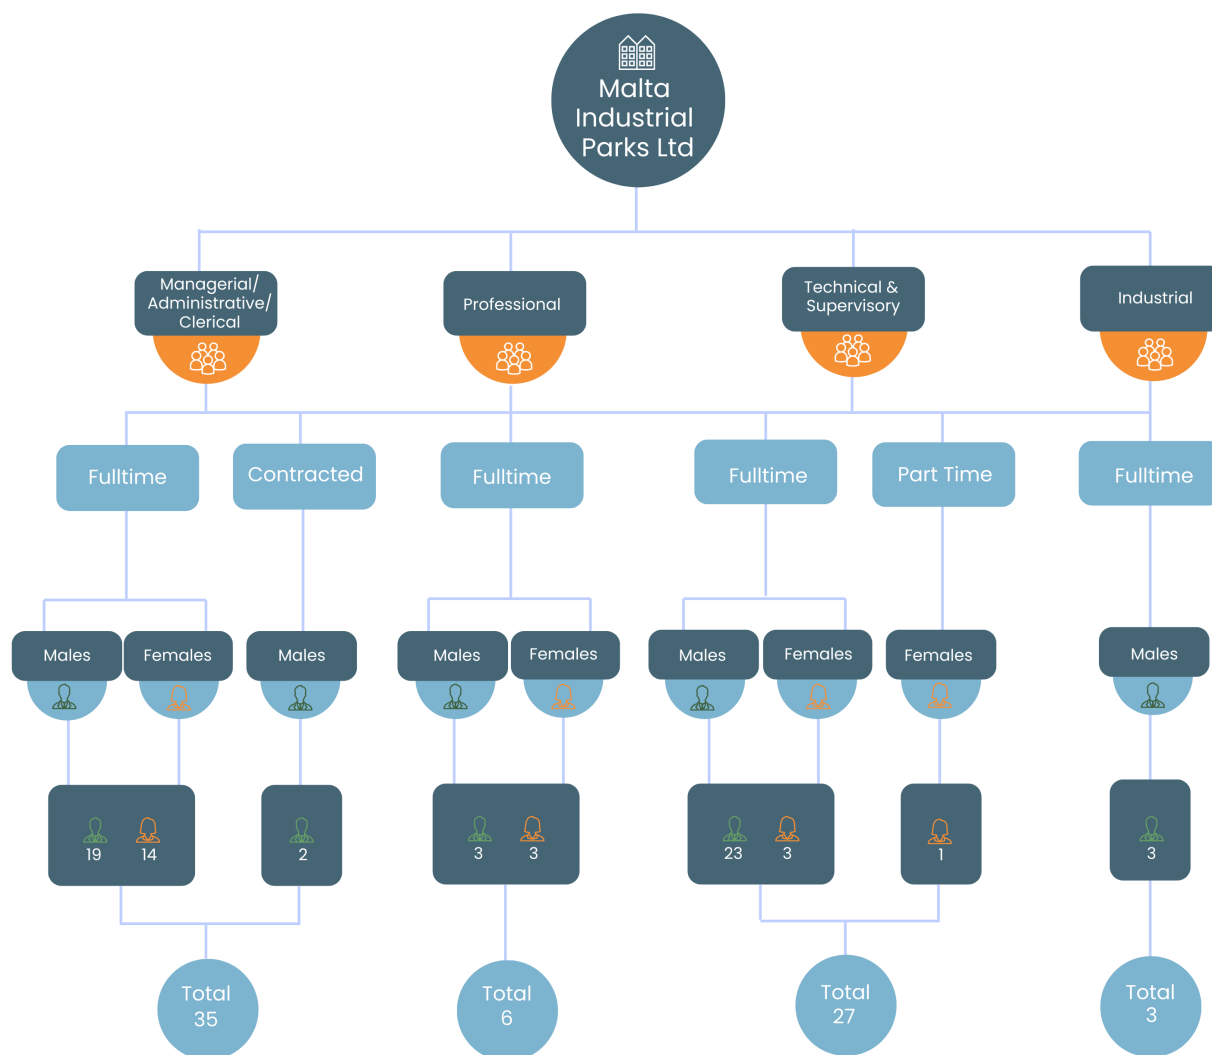 Malta
Industrial
Parks Ltd
Managerial/
Administrative/
Clerical
Professional
Technical &
Supervisory
Industrial
Fulltime
Contracted
Fulltime
Fulltime
Part Time
Fulltime
Males
Females
Males
Males
Females
Males
Females
Females
Males
19
14
2
3
3
23
3
1
3
Total
35
Total
6
Total
27
Total
3